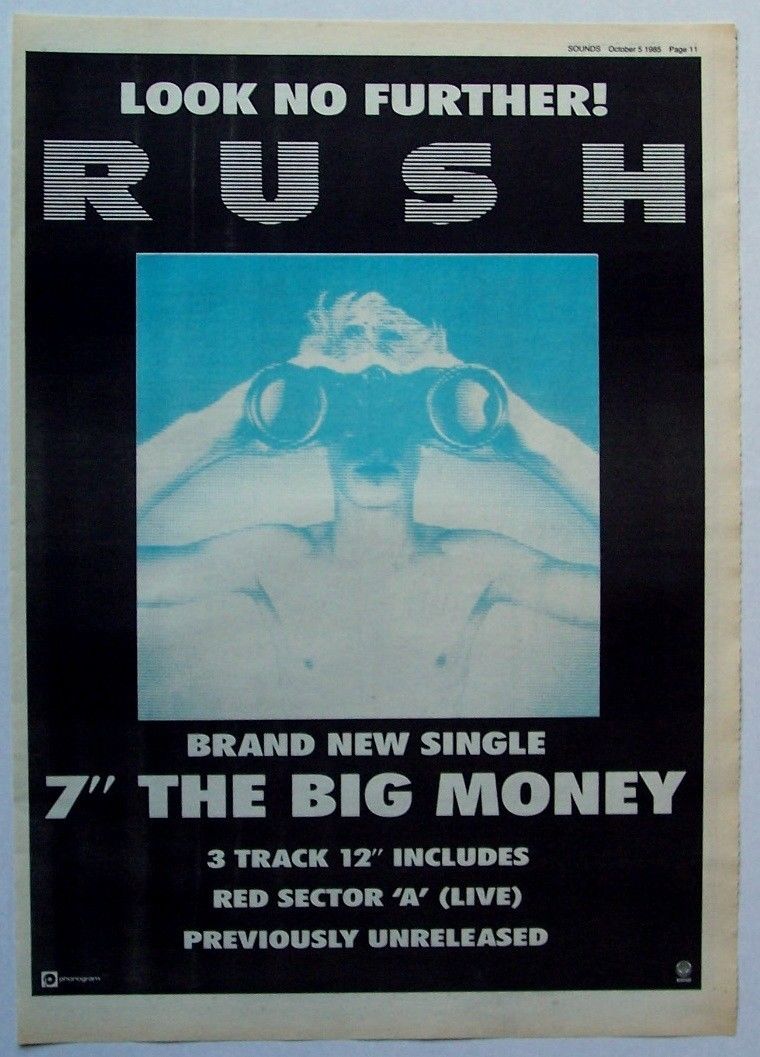 SOUNDS October 5 1985 Page 11
LOOK NO FURTHER!
RUSH
BRAND NEW SINGLE
7" THE BIG MONEY
3 TRACK 12" INCLUDES
RED SECTOR ‘A’ (LIVE)
PREVIOUSLY UNRELEASED
phonogram